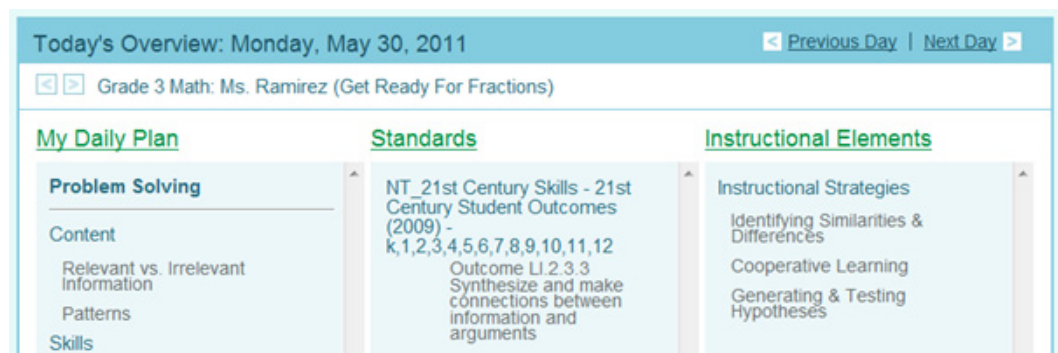 Today's Overview: Monday, May 30, 2011
< Previous Day | Next Day >
< > Grade 3 Math: Ms. Ramirez (Get Ready For Fractions)
My Daily Plan
Problem Solving
Content
Relevant vs. Irrelevant
Information
Patterns
Skills
Standards
NT_21st Century Skills - 21st
Century Student Outcomes
(2009) -
k,1,2,3,4,5,6,7,8,9,10,11,12
Outcome LI.2.3.3
Synthesize and make
connections between
information and
arguments
Instructional Elements
Instructional Strategies
Identifying Similarities &
Differences
Cooperative Learning
Generating & Testing
Hypotheses